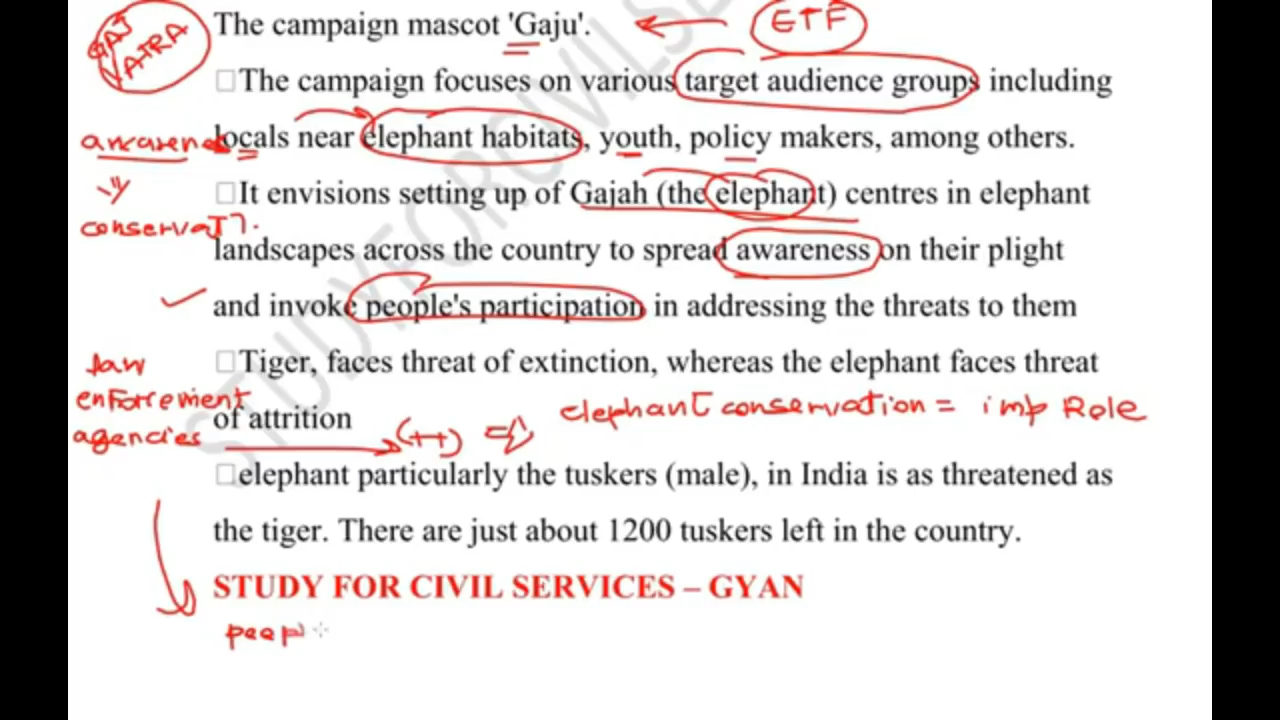 GAJ YATRA
The campaign mascot 'Gaju'. ETF
□The campaign focuses on various target audience groups including
awarene locals near elephant habitats, youth, policy makers, among others.
□It envisions setting up of Gajah (the elephant) centres in elephant
conservat
landscapes across the country to spread awareness on their plight
and invoke people's participation in addressing the threats to them
□Tiger, faces threat of extinction, whereas the elephant faces threat
law
enforcement
agencies
of attrition (++) elephant conservation = imp Role
□elephant particularly the tuskers (male), in India is as threatened as
the tiger. There are just about 1200 tuskers left in the country.
STUDY FOR CIVIL SERVICES – GYAN
peop
STUDYFORCIVILSE